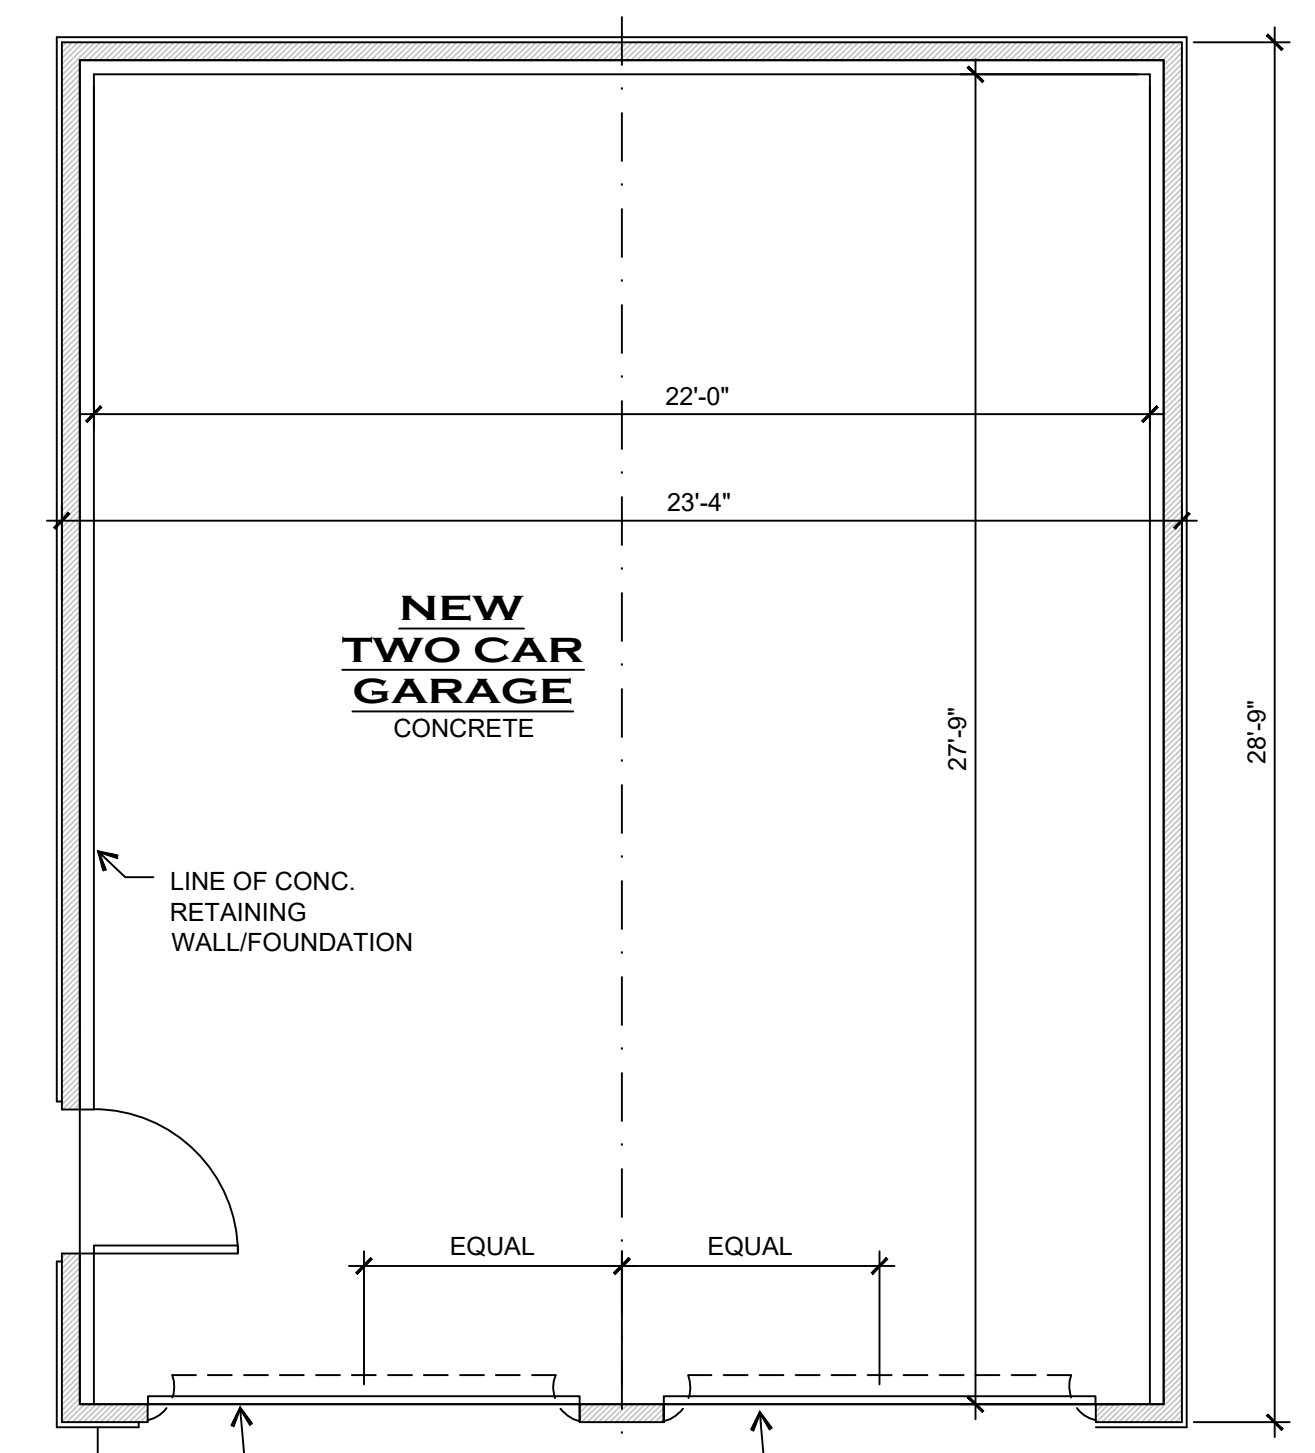 22'-0"
23'-4"
NEW
TWO CAR
GARAGE
CONCRETE
27'-9"
28'-9"
LINE OF CONC.
RETAINING
WALL/FOUNDATION
EQUAL
EQUAL